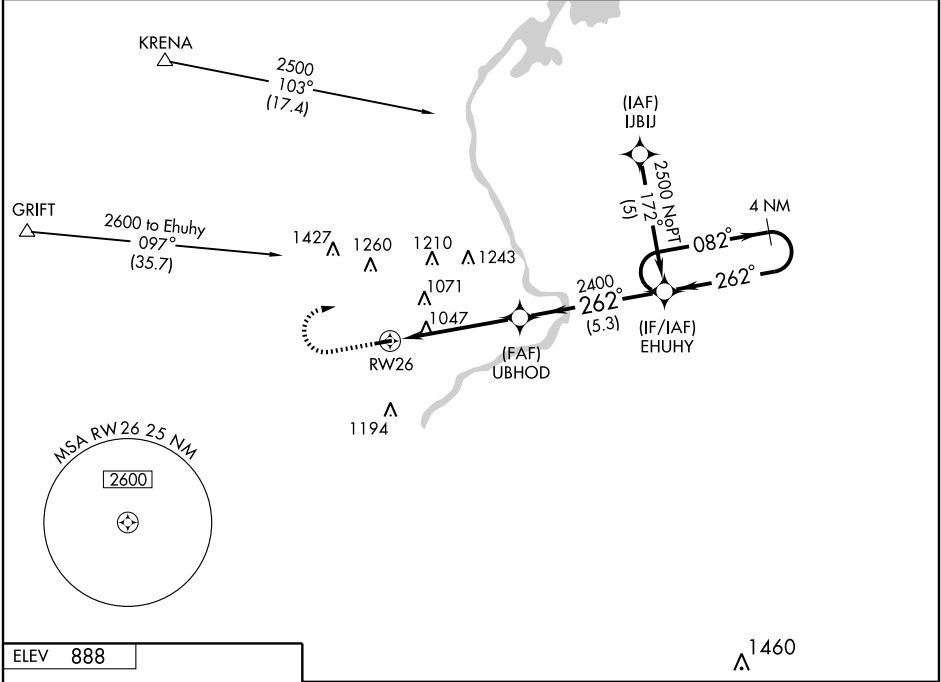 KRENA
2500
103°
(17.4)
(IAF)
IJBIJ
2500 NoPT
172°
(5)
4 NM
082°
262°
GRIFT
2600 to Ehuhy
097°
(35.7)
1427
1260
1210
1243
1071
1047
2400
262°
(5.3)
(IF/IAF)
EHUHY
(FAF)
UBHOD
RW26
1194
MSA RW26 25 NM
2600
ELEV 888
1460